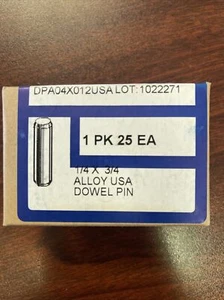 DPA04X012USA LOT: 1022271
1 PK 25 EA
1/4 X 3/4
ALLOY USA
DOWEL PIN